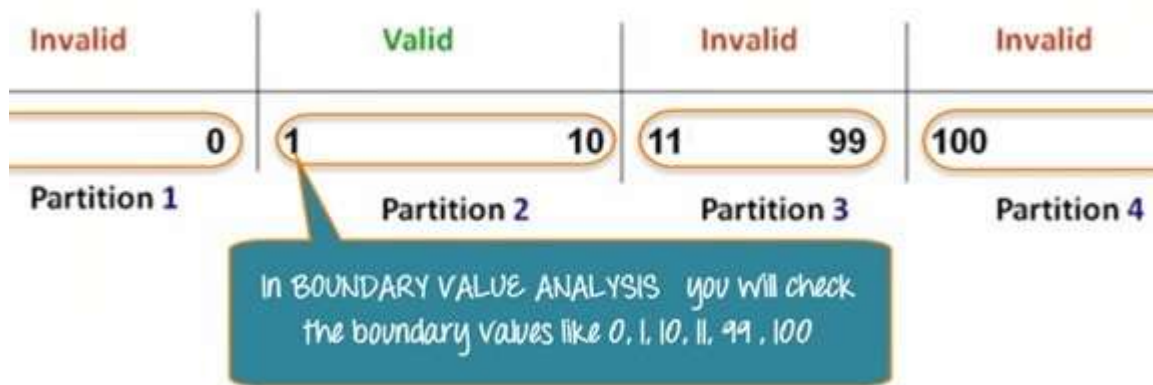 Invalid Valid Invalid Invalid
0 1 10 11 99 100
Partition 1 Partition 2 Partition 3 Partition 4
In BOUNDARY VALUE ANALYSIS you will check
the boundary values like 0, 1, 10, 11, 99 , 100